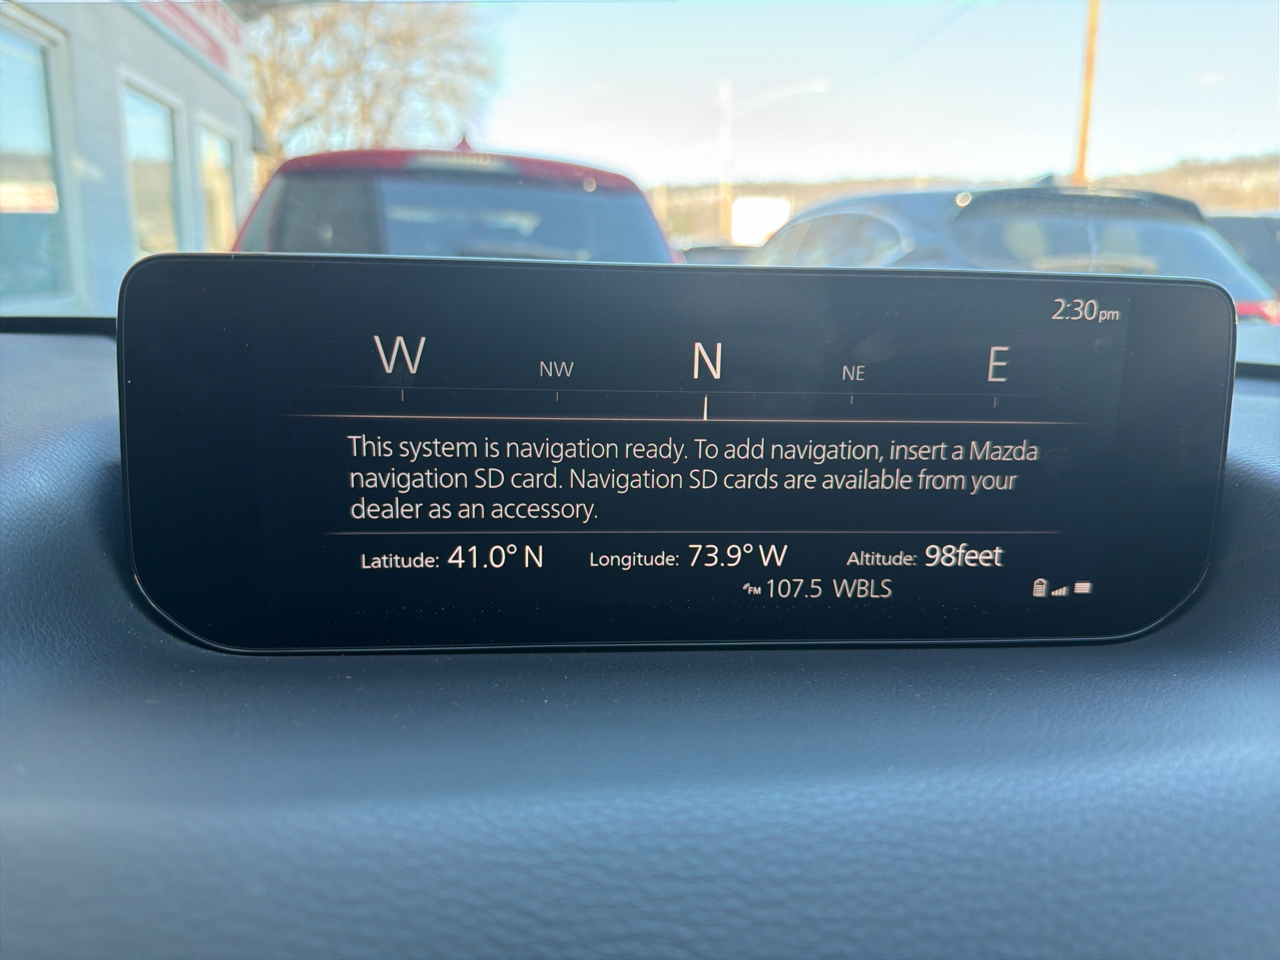 2:30pm
W NW N NE E
This system is navigation ready. To add navigation, insert a Mazda
navigation SD card. Navigation SD cards are available from your
dealer as an accessory.
Latitude: 41.0° N Longitude: 73.9° W Altitude: 98feet
FM 107.5 WBLS